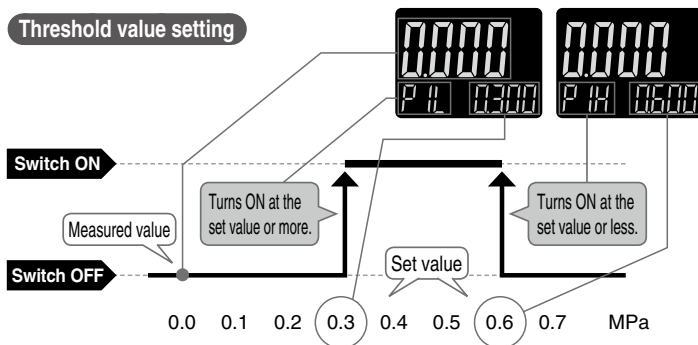 Threshold value setting
0.000
P 1L 0.300
0.000
P 1H 0.600
Switch ON
Turns ON at the
set value or more.
Turns ON at the
set value or less.
Measured value
Set value
Switch OFF
0.0 0.1 0.2 0.3 0.4 0.5 0.6 0.7 MPa